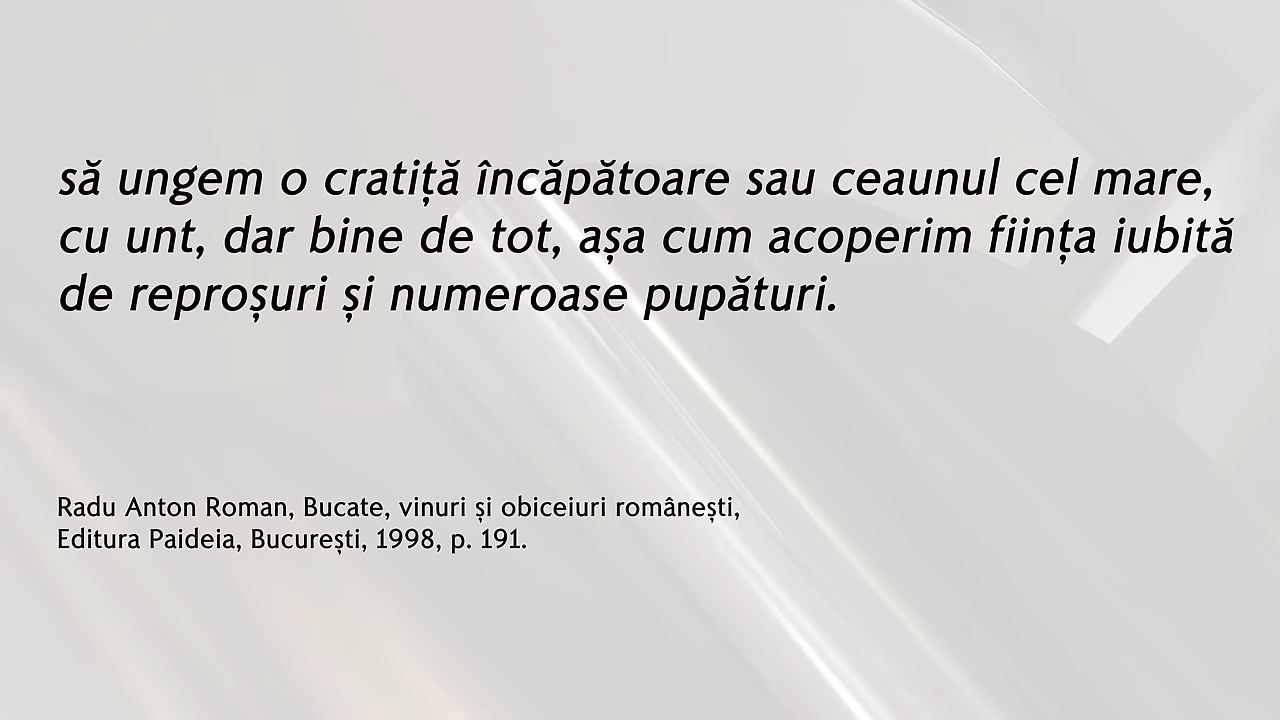 să ungem o cratiță încăpătoare sau ceaunul cel mare,
cu unt, dar bine de tot, așa cum acoperim ființa iubită
de reproșuri și numeroase pupături.
Radu Anton Roman, Bucate, vinuri și obiceiuri românești,
Editura Paideia, București, 1998, p. 191.